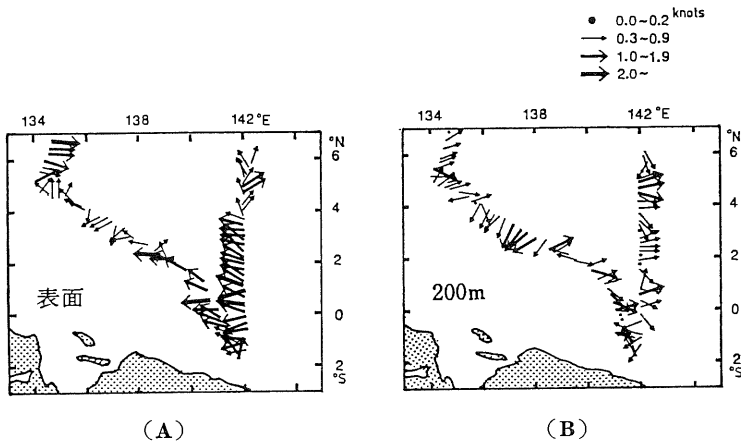 0.0~0.2 knots
0.3~0.9
1.0~1.9
2.0~
134 138 142°E
°N
6
4
2
0
2
°S
表面
(A)
134 138 142°E
°N
6
4
2
0
2
°S
200m
(B)